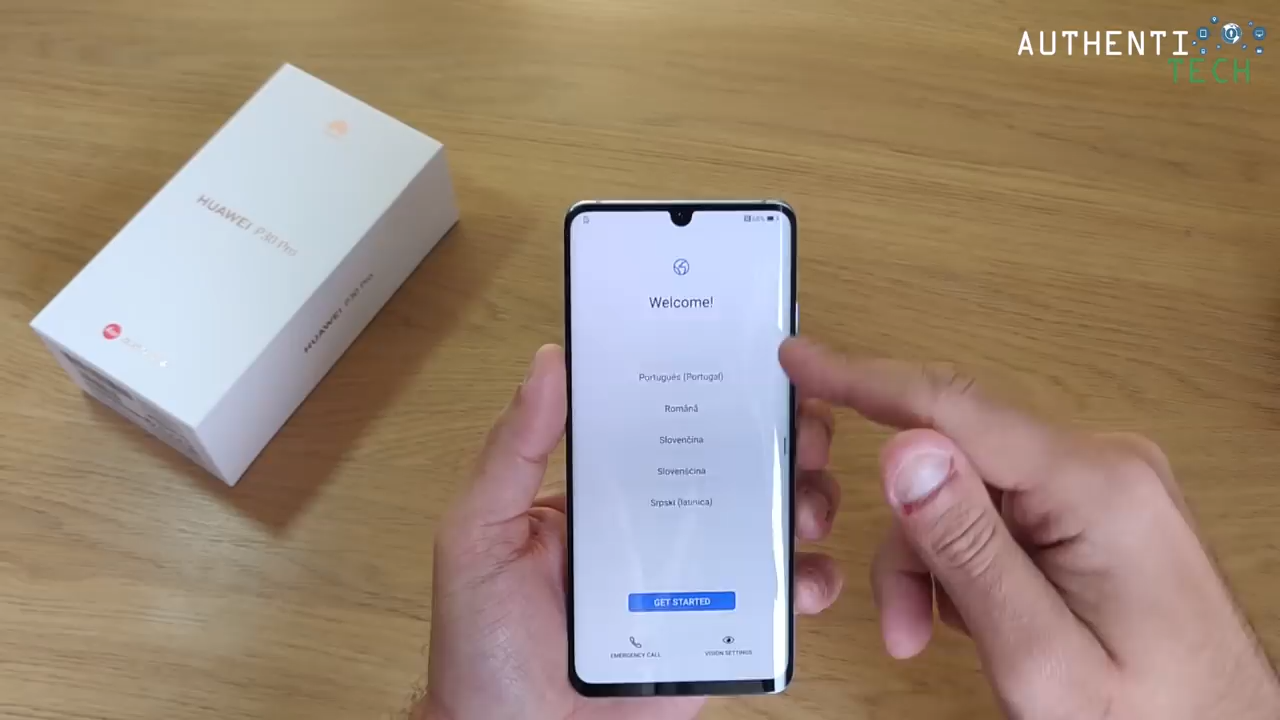 AUTHENTI
TECH
HUAWEI P30 Pro
HUAWEI P30 Pro
Welcome!
Português (Portugal)
Română
Slovenčina
Slovenščina
Srpski (latinica)
GET STARTED
EMERGENCY CALL
VISION SETTINGS